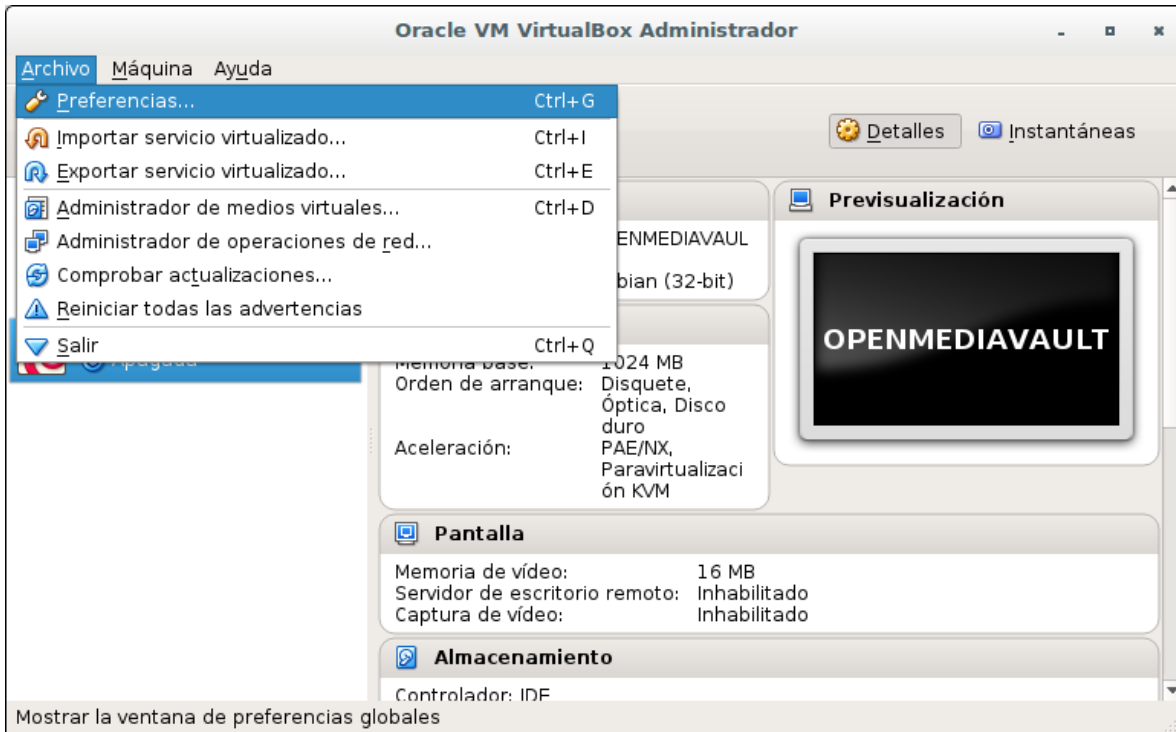 Oracle VM VirtualBox Administrador
Archivo Máquina Ayuda
Preferencias... Ctrl+G
Importar servicio virtualizado... Ctrl+I
Exportar servicio virtualizado... Ctrl+E
Administrador de medios virtuales... Ctrl+D
Administrador de operaciones de red...
Comprobar actualizaciones...
Reiniciar todas las advertencias
Salir Ctrl+Q
Detalles Instantáneas
Apagada
ENMEDIAVAUL
bian (32-bit)
Memoria base: 1024 MB
Orden de arranque: Disquete,
Óptica, Disco
duro
Aceleración: PAE/NX,
Paravirtualizaci
ón KVM
Previsualización
OPENMEDIAVAULT
Pantalla
Memoria de vídeo: 16 MB
Servidor de escritorio remoto: Inhabilitado
Captura de vídeo: Inhabilitado
Almacenamiento
Controlador: IDE
Mostrar la ventana de preferencias globales